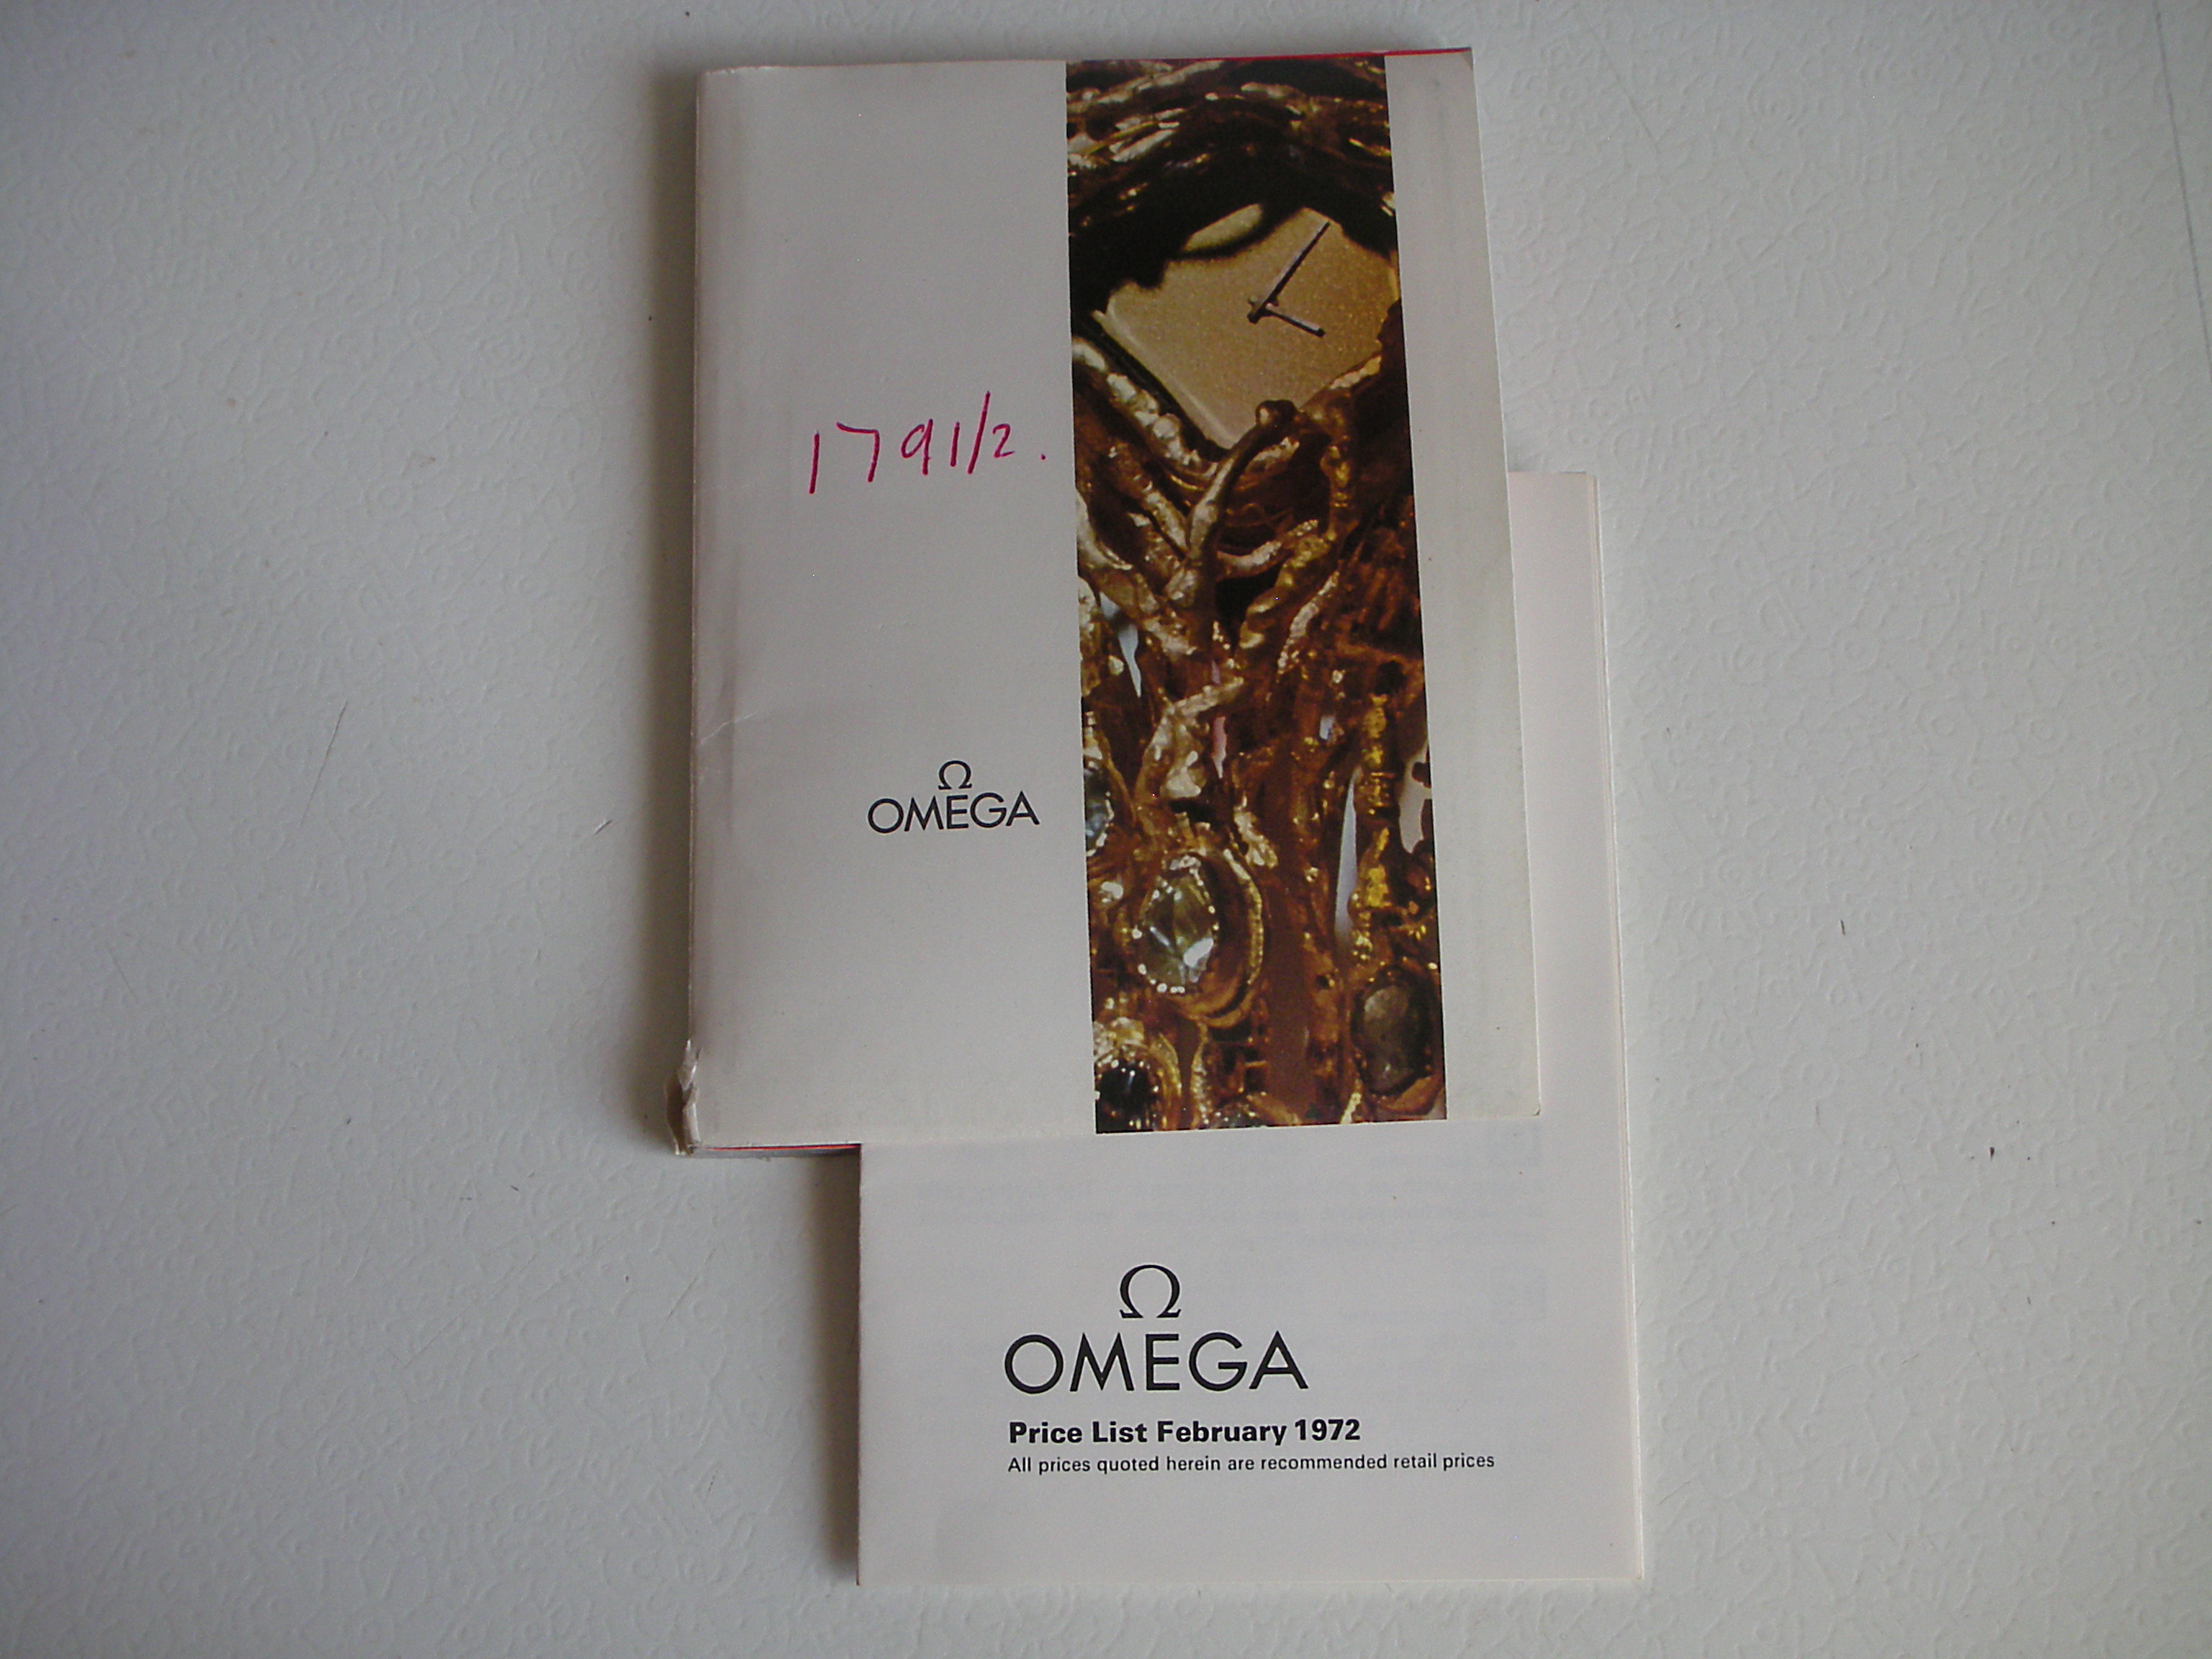 1791/2.
Ω
OMEGA
Ω
OMEGA
Price List February 1972
All prices quoted herein are recommended retail prices